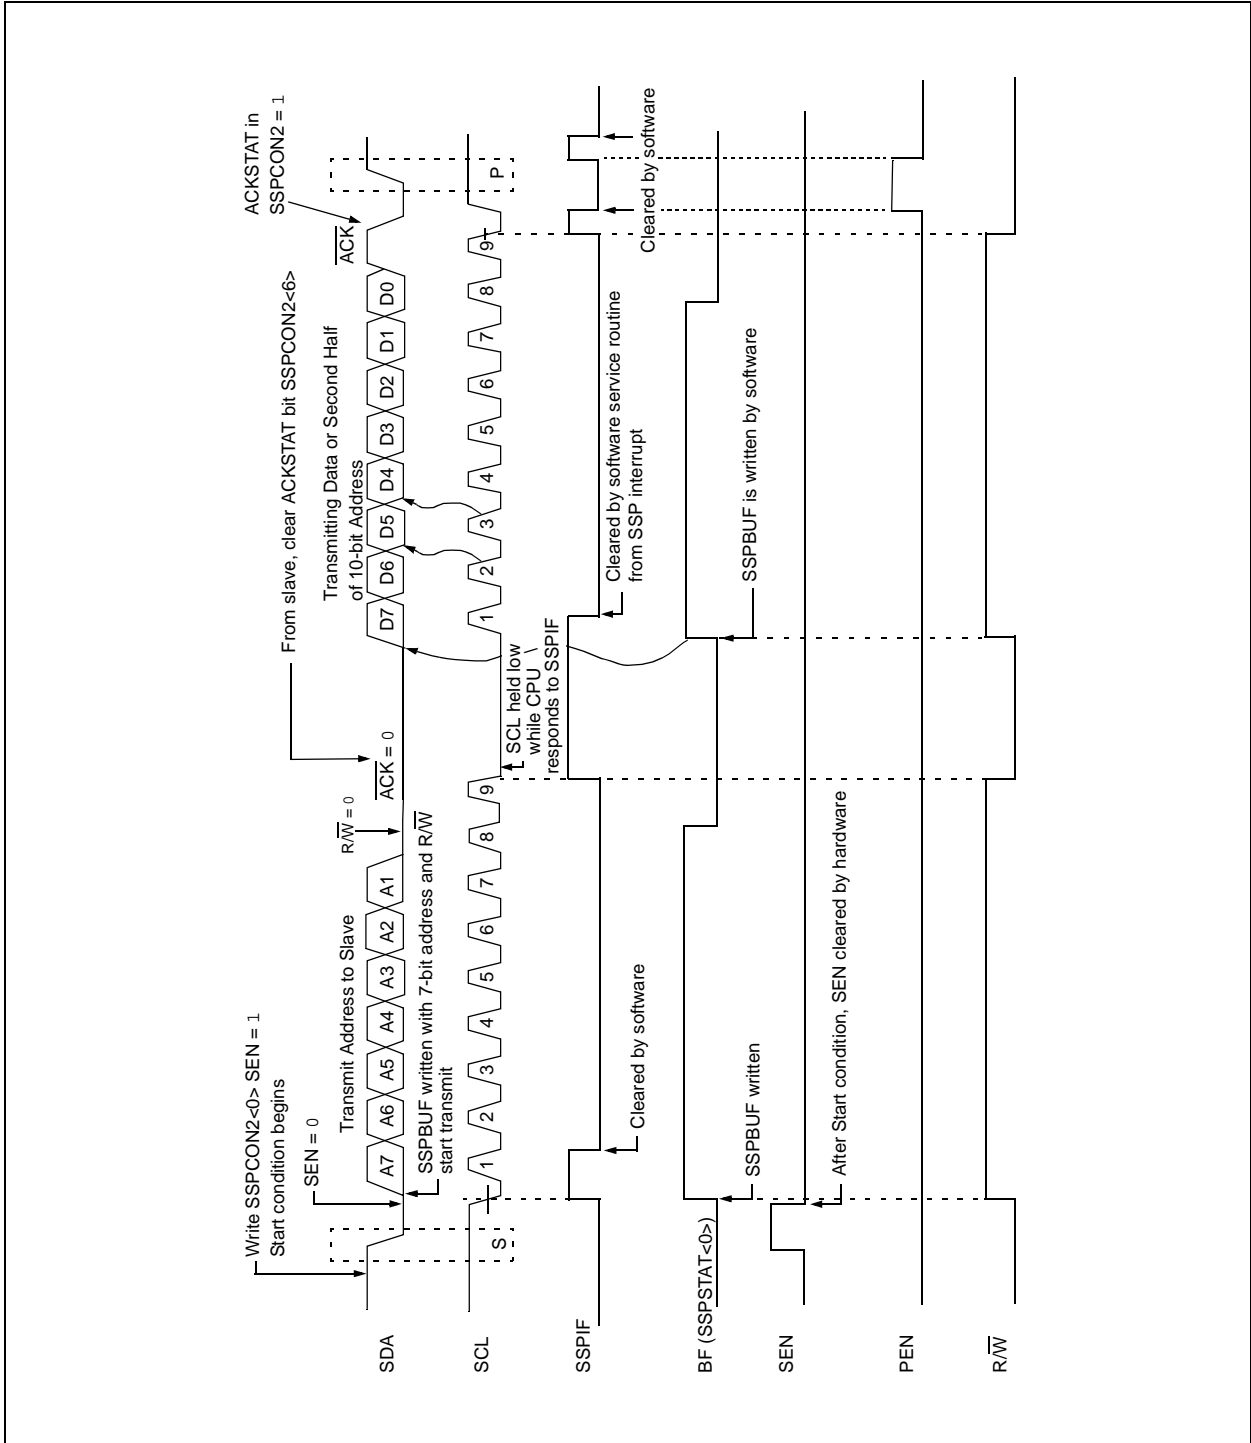 Write SSPCON2<0> SEN = 1
Start condition begins
SEN = 0
Transmit Address to Slave
R/W̅ = 0
From slave, clear ACKSTAT bit SSPCON2<6>
A̅C̅K̅ = 0
Transmitting Data or Second Half
of 10-bit Address
ACKSTAT in
SSPCON2 = 1
A̅C̅K̅
SDA
A7 A6 A5 A4 A3 A2 A1
D7 D6 D5 D4 D3 D2 D1 D0
SSPBUF written with 7-bit address and R/W̅
start transmit
SCL
S
1 2 3 4 5 6 7 8 9
1 2 3 4 5 6 7 8 9
P
SCL held low
while CPU
responds to SSPIF
SSPIF
Cleared by software
Cleared by software service routine
from SSP interrupt
Cleared by software
BF (SSPSTAT<0>)
SSPBUF written
SSPBUF is written by software
SEN
After Start condition, SEN cleared by hardware
PEN
R/W̅